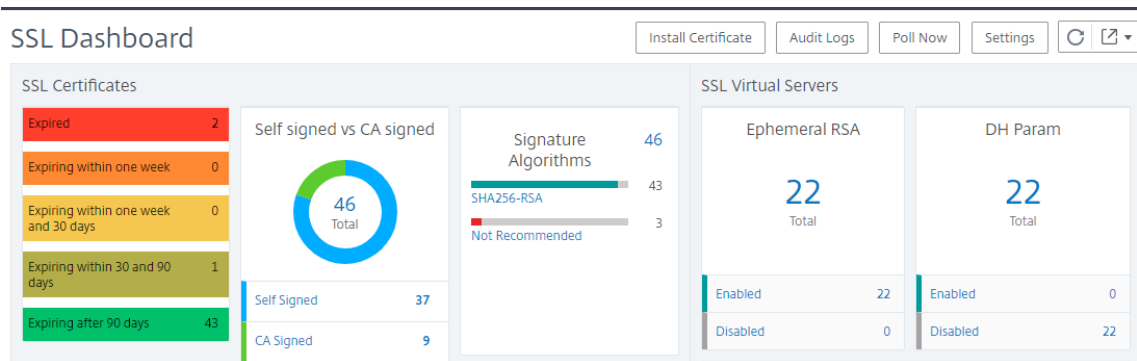 SSL Dashboard
Install Certificate
Audit Logs
Poll Now
Settings
SSL Certificates
Expired 2
Expiring within one week 0
Expiring within one week 0
and 30 days
Expiring within 30 and 90 1
days
Expiring after 90 days 43
Self signed vs CA signed
46
Total
Self Signed 37
CA Signed 9
Signature 46
Algorithms
43
SHA256-RSA
3
Not Recommended
SSL Virtual Servers
Ephemeral RSA
22
Total
Enabled 22
Disabled 0
DH Param
22
Total
Enabled 0
Disabled 22